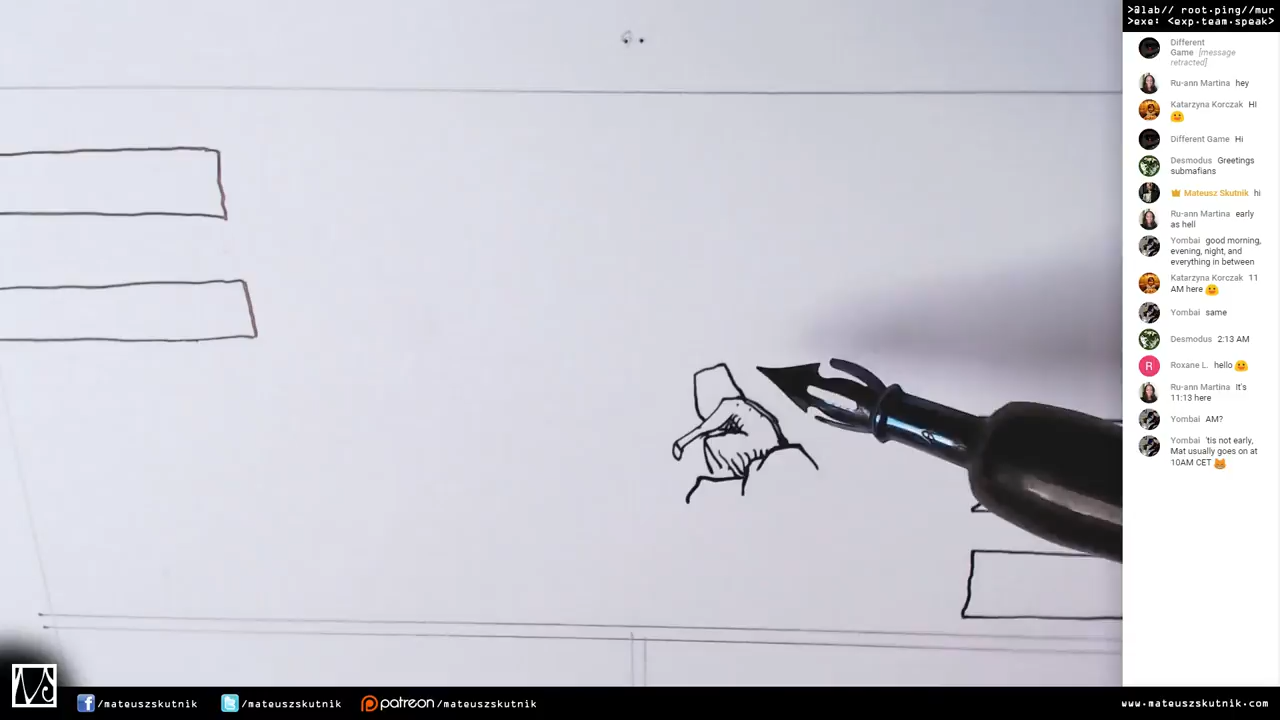 >@lab// root.ping//mur
>exe: <exp.team.speak>
Different
Game [message
retracted]
Ru-ann Martina hey
Katarzyna Korczak HI
Different Game Hi
Desmodus Greetings
submafians
Mateusz Skutnik hi
Ru-ann Martina early
as hell
Yombai good morning,
evening, night, and
everything in between
Katarzyna Korczak 11
AM here
Yombai same
Desmodus 2:13 AM
R
Roxane L. hello
Ru-ann Martina It's
11:13 here
Yombai AM?
Yombai 'tis not early,
Mat usually goes on at
10AM CET
/mateuszskutnik
/mateuszskutnik
patreon/mateuszskutnik
www.mateuszskutnik.com